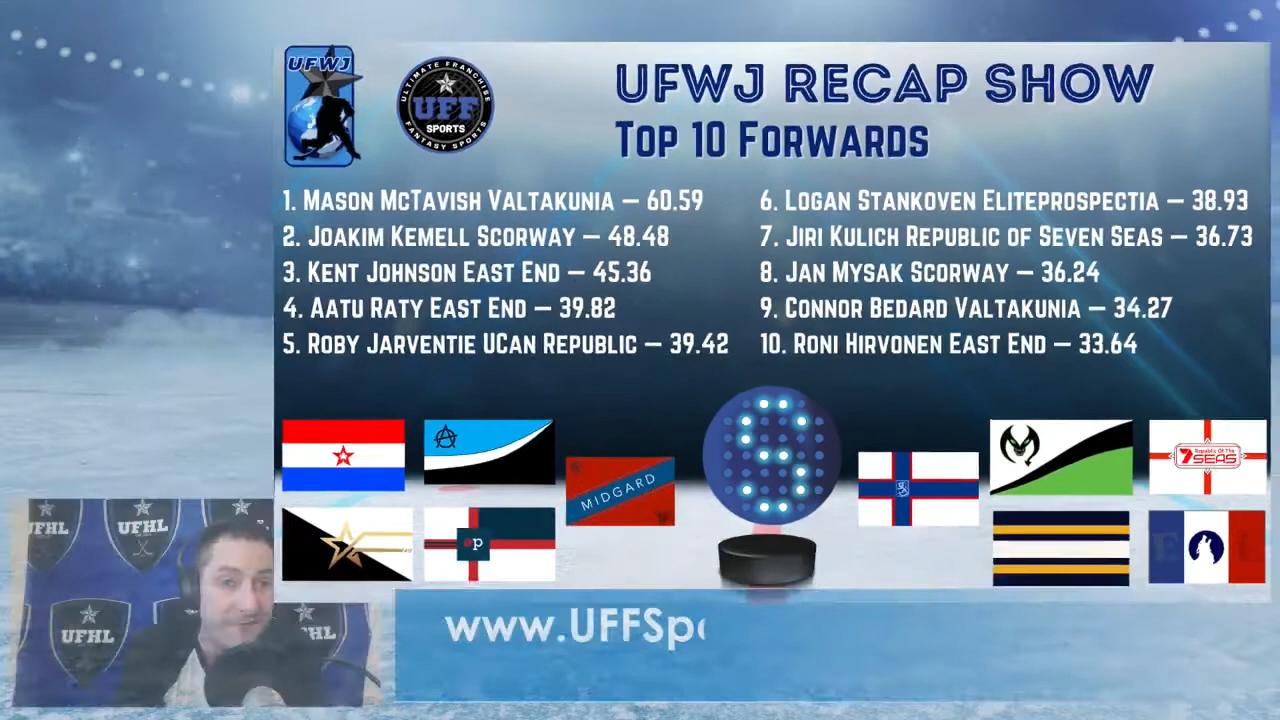 UFWJ
ULTIMATE FRANCHISE
UFF
SPORTS
FANTASY SPORTS
UFWJ RECAP SHOW
TOP 10 FORWARDS
1. MASON MCTAVISH VALTAKUNIA – 60.59
2. JOAKIM KEMELL SCORWAY – 48.48
3. KENT JOHNSON EAST END – 45.36
4. AATU RATY EAST END – 39.82
5. ROBY JARVENTIE UCAN REPUBLIC – 39.42
6. LOGAN STANKOVEN ELITEPROSPECTIA – 38.93
7. JIRI KULICH REPUBLIC OF SEVEN SEAS – 36.73
8. JAN MYSAK SCORWAY – 36.24
9. CONNOR BEDARD VALTAKUNIA – 34.27
10. RONI HIRVONEN EAST END – 33.64
MIDGARD
6
Republic Of The
7 SEAS
ep
E L
UFHL
UFHL
UFHL
HL
www.UFFSpo